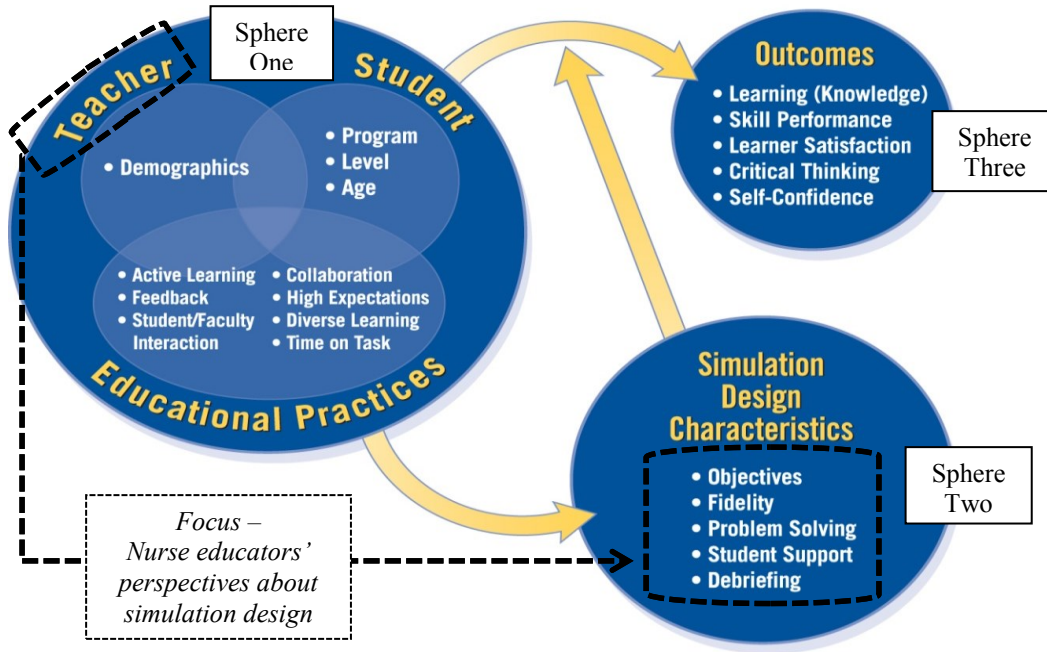 Sphere
One
Teacher
Student
• Demographics
• Program
• Level
• Age
• Active Learning
• Feedback
• Student/Faculty
Interaction
• Collaboration
• High Expectations
• Diverse Learning
• Time on Task
Educational Practices
Outcomes
• Learning (Knowledge)
• Skill Performance
• Learner Satisfaction
• Critical Thinking
• Self-Confidence
Sphere
Three
Simulation
Design
Characteristics
• Objectives
• Fidelity
• Problem Solving
• Student Support
• Debriefing
Sphere
Two
Focus –
Nurse educators’
perspectives about
simulation design